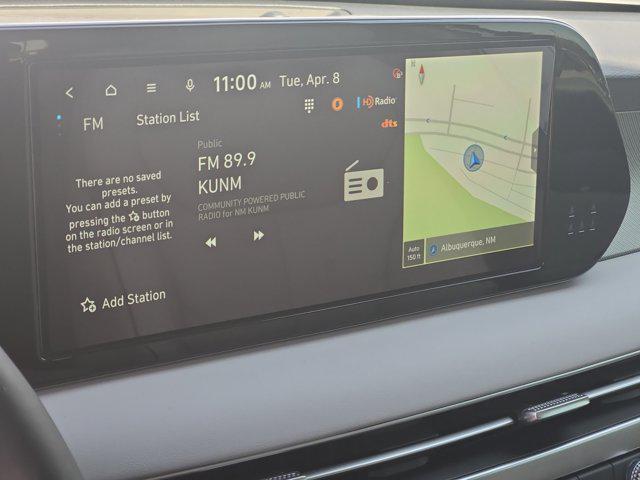 11:00 AM Tue, Apr. 8
FM
Station List
HD Radio
dts
Public
FM 89.9
KUNM
COMMUNITY POWERED PUBLIC
RADIO for NM KUNM
There are no saved
presets.
You can add a preset by
pressing the button
on the radio screen or in
the station/channel list.
Add Station
N
Auto
150 ft
Albuquerque, NM